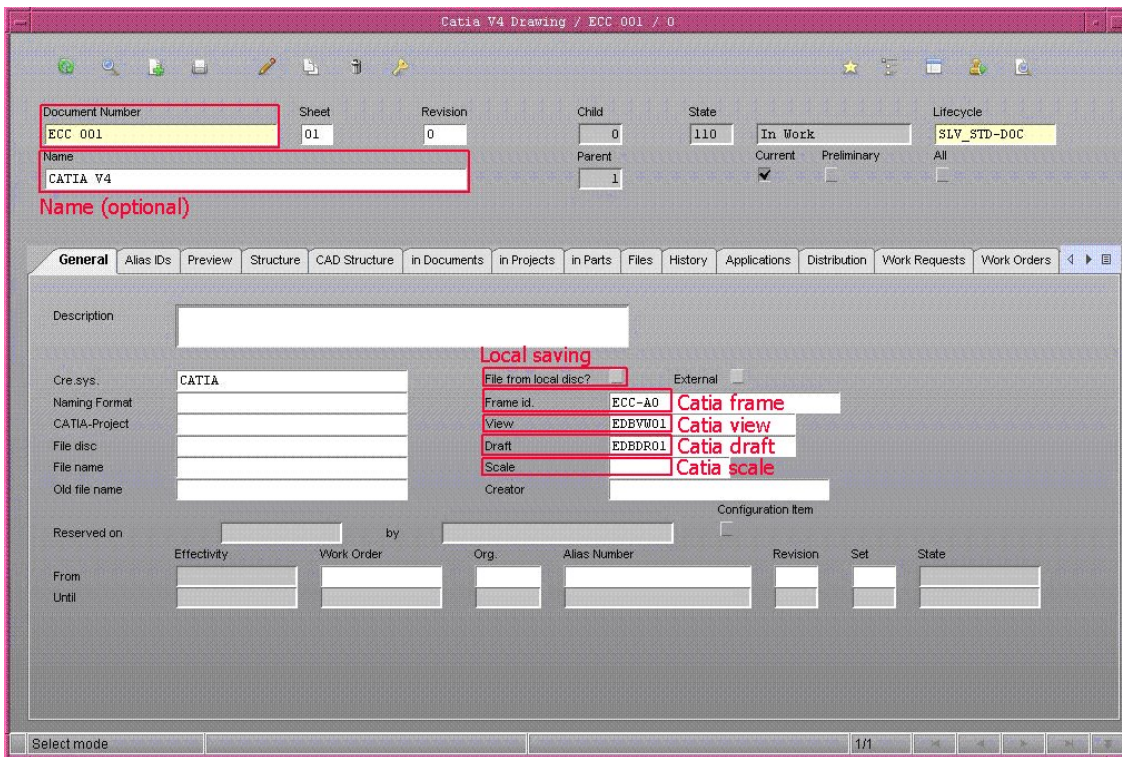 Catia V4 Drawing / ECC 001 / 0
Document Number Sheet Revision Child State Lifecycle
ECC 001 01 0 0 110 In Work SLV_STD-DOC
Name Parent Current Preliminary All
CATIA V4 1
Name (optional)
General Alias IDs Preview Structure CAD Structure in Documents in Projects in Parts Files History Applications Distribution Work Requests Work Orders
Description
Local saving
Cre.sys. CATIA File from local disc? External
Naming Format Frame id. ECC-A0 Catia frame
CATIA-Project View EDBVW01 Catia view
File disc Draft EDBDR01 Catia draft
File name Scale Catia scale
Old file name Creator
Configuration Item
Reserved on by
Effectivity Work Order Org. Alias Number Revision Set State
From
Until
Select mode 1/1